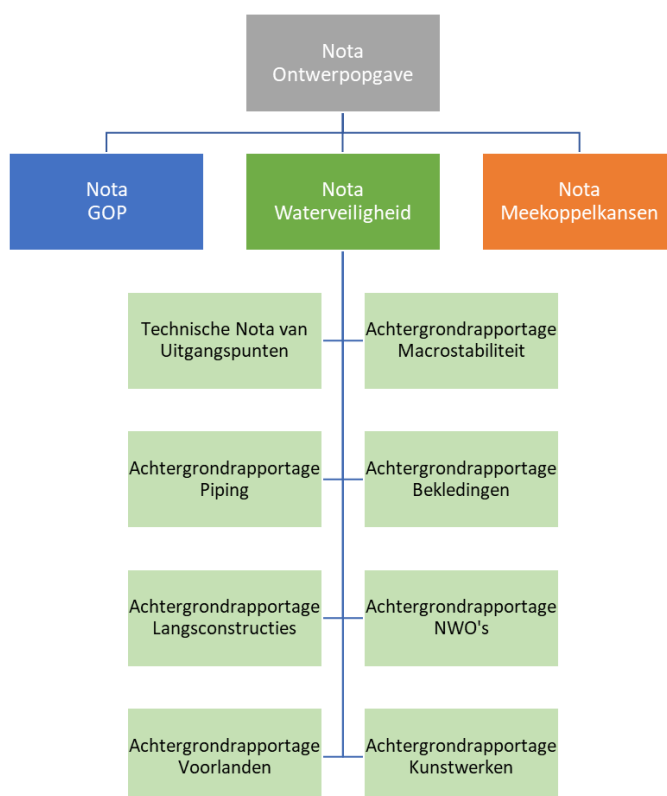 Nota
Ontwerpopgave
Nota
GOP
Nota
Waterveiligheid
Nota
Meekoppelkansen
Technische Nota van
Uitgangspunten
Achtergrondrapportage
Macrostabiliteit
Achtergrondrapportage
Piping
Achtergrondrapportage
Bekledingen
Achtergrondrapportage
Langsconstructies
Achtergrondrapportage
NWO's
Achtergrondrapportage
Voorlanden
Achtergrondrapportage
Kunstwerken